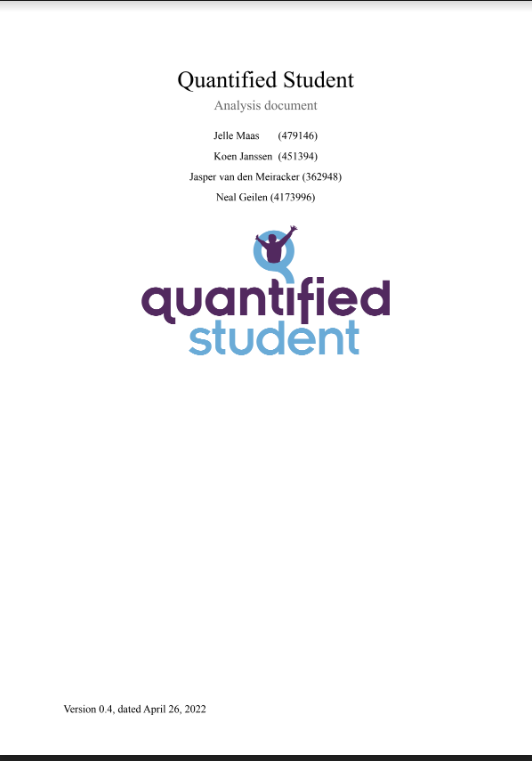 Quantified Student
Analysis document
Jelle Maas (479146)
Koen Janssen (451394)
Jasper van den Meiracker (362948)
Neal Geilen (4173996)
quantified
student
Version 0.4, dated April 26, 2022